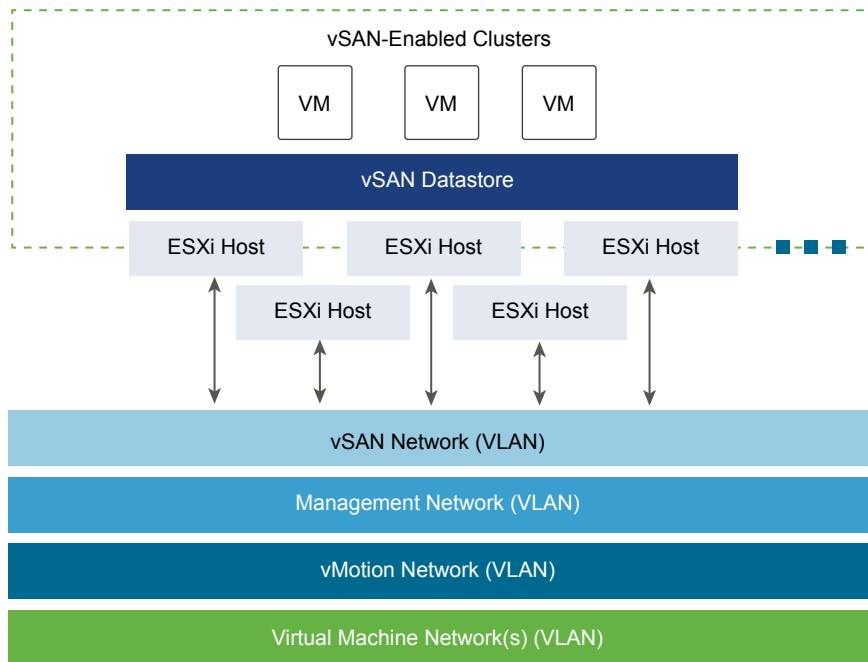 vSAN-Enabled Clusters
VM
VM
VM
vSAN Datastore
ESXi Host
ESXi Host
ESXi Host
ESXi Host
ESXi Host
vSAN Network (VLAN)
Management Network (VLAN)
vMotion Network (VLAN)
Virtual Machine Network(s) (VLAN)